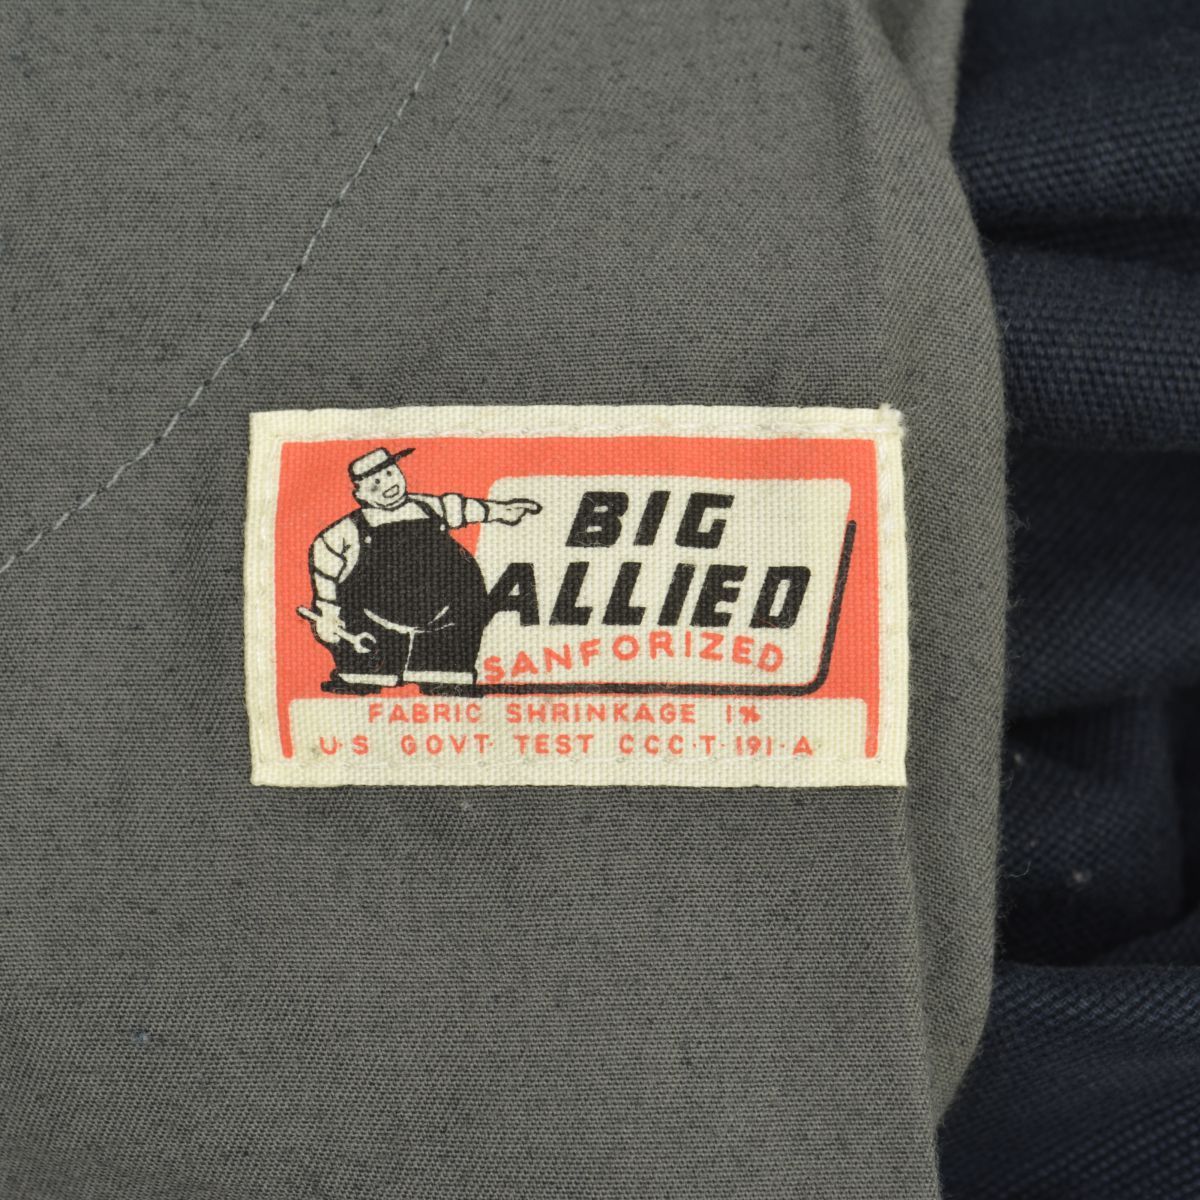 BIG
ALLIED
SANFORIZED
FABRIC SHRINKAGE 1%
U·S GOVT· TEST CCC·T·191·A